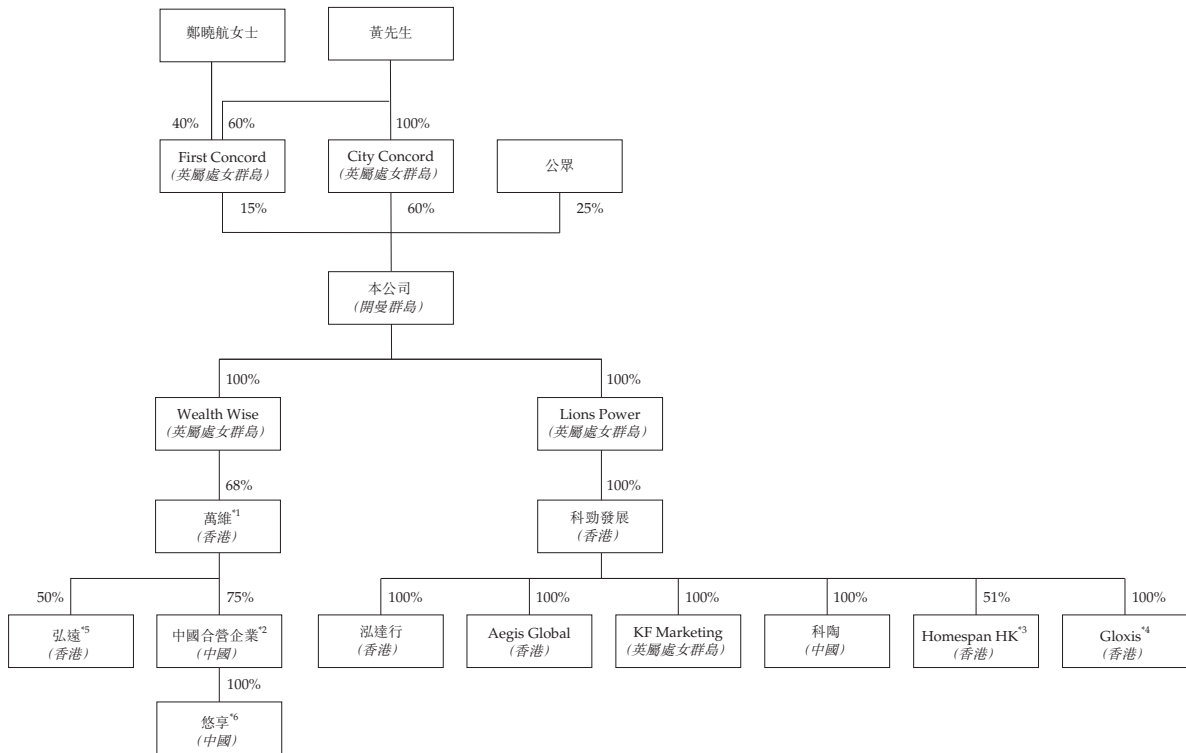 鄭曉航女士
黃先生
40%
60%
100%
First Concord
(英屬處女群島)
City Concord
(英屬處女群島)
公眾
15%
60%
25%
本公司
(開曼群島)
100%
100%
Wealth Wise
(英屬處女群島)
Lions Power
(英屬處女群島)
68%
100%
萬維*1
(香港)
科勁發展
(香港)
50%
75%
100%
100%
100%
100%
51%
100%
弘遠*5
(香港)
中國合營企業*2
(中國)
泓達行
(香港)
Aegis Global
(香港)
KF Marketing
(英屬處女群島)
科陶
(中國)
Homespan HK*3
(香港)
Gloxis*4
(香港)
100%
悠享*6
(中國)